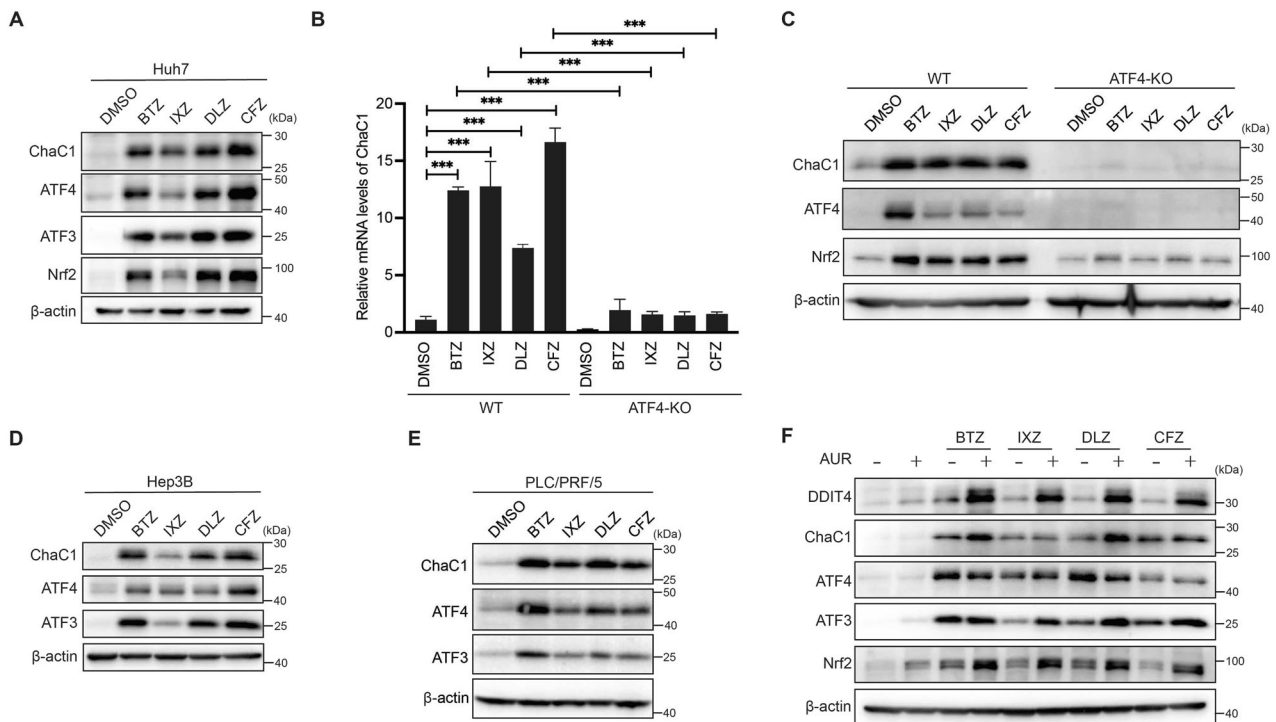 A
Huh7
DMSO BTZ IXZ DLZ CFZ
(kDa)
ChaC1
30
25
ATF4
50
40
ATF3
25
Nrf2
100
β-actin
40
B
***
***
***
***
***
***
***
***
Relative mRNA levels of ChaC1
20
15
10
5
0
DMSO BTZ IXZ DLZ CFZ DMSO BTZ IXZ DLZ CFZ
WT ATF4-KO
C
WT ATF4-KO
DMSO BTZ IXZ DLZ CFZ DMSO BTZ IXZ DLZ CFZ
(kDa)
ChaC1
30
25
ATF4
50
40
Nrf2
100
β-actin
40
D
Hep3B
DMSO BTZ IXZ DLZ CFZ
(kDa)
ChaC1
30
25
ATF4
40
ATF3
25
β-actin
40
E
PLC/PRF/5
DMSO BTZ IXZ DLZ CFZ
(kDa)
ChaC1
30
25
ATF4
50
40
ATF3
25
β-actin
40
F
BTZ IXZ DLZ CFZ
AUR − + − + − + − + − +
(kDa)
DDIT4
30
ChaC1
30
25
ATF4
50
40
ATF3
25
Nrf2
100
β-actin
40